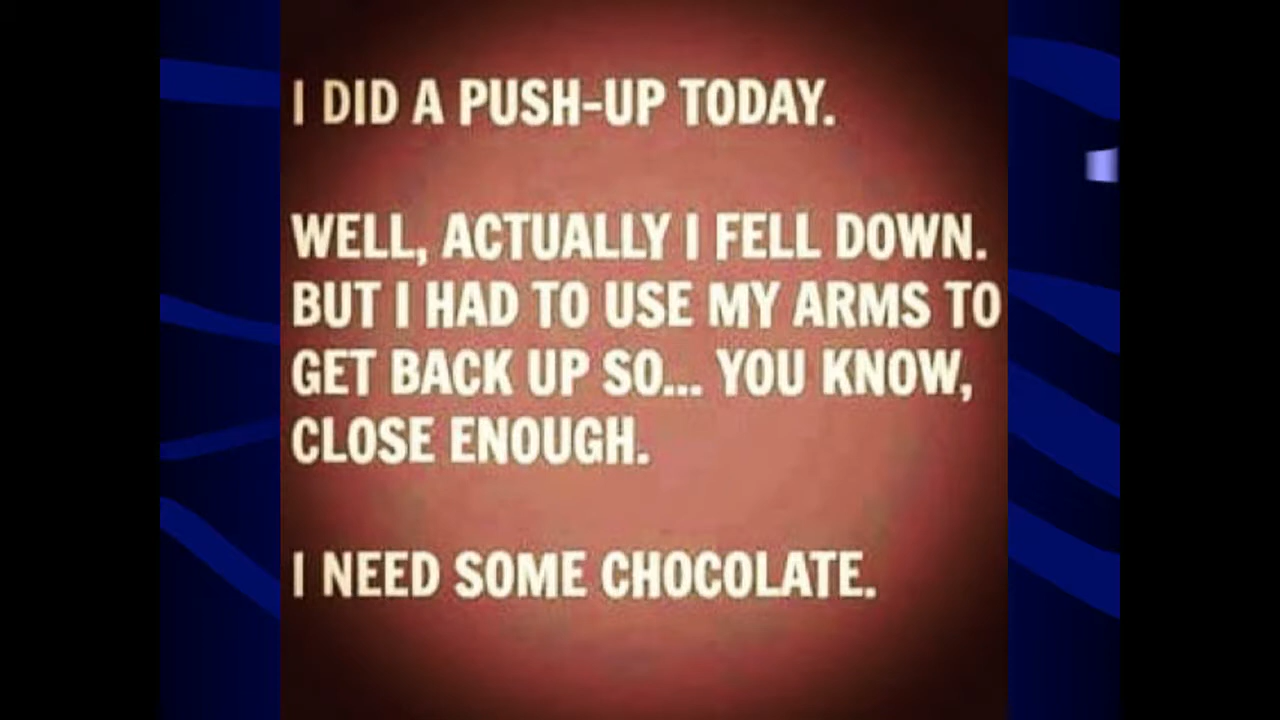 I DID A PUSH-UP TODAY.
WELL, ACTUALLY I FELL DOWN.
BUT I HAD TO USE MY ARMS TO
GET BACK UP SO... YOU KNOW,
CLOSE ENOUGH.
I NEED SOME CHOCOLATE.